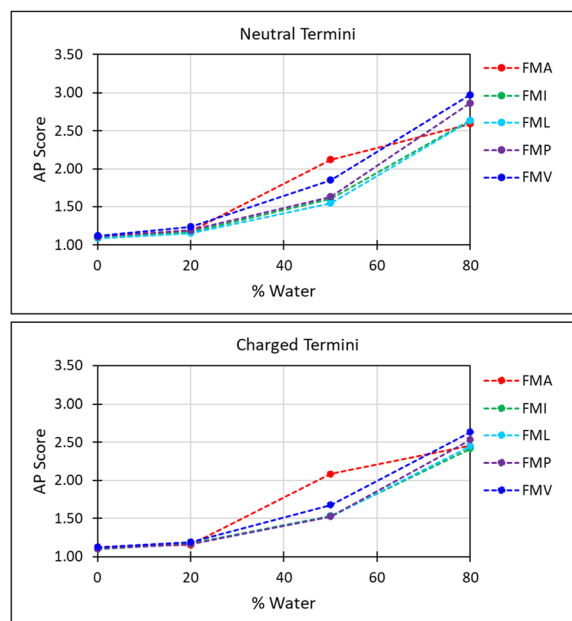 Neutral Termini
3.50
3.00
2.50
2.00
1.50
1.00
AP Score
0 20 40 60 80
% Water
FMA
FMI
FML
FMP
FMV
Charged Termini
3.50
3.00
2.50
2.00
1.50
1.00
AP Score
0 20 40 60 80
% Water
FMA
FMI
FML
FMP
FMV